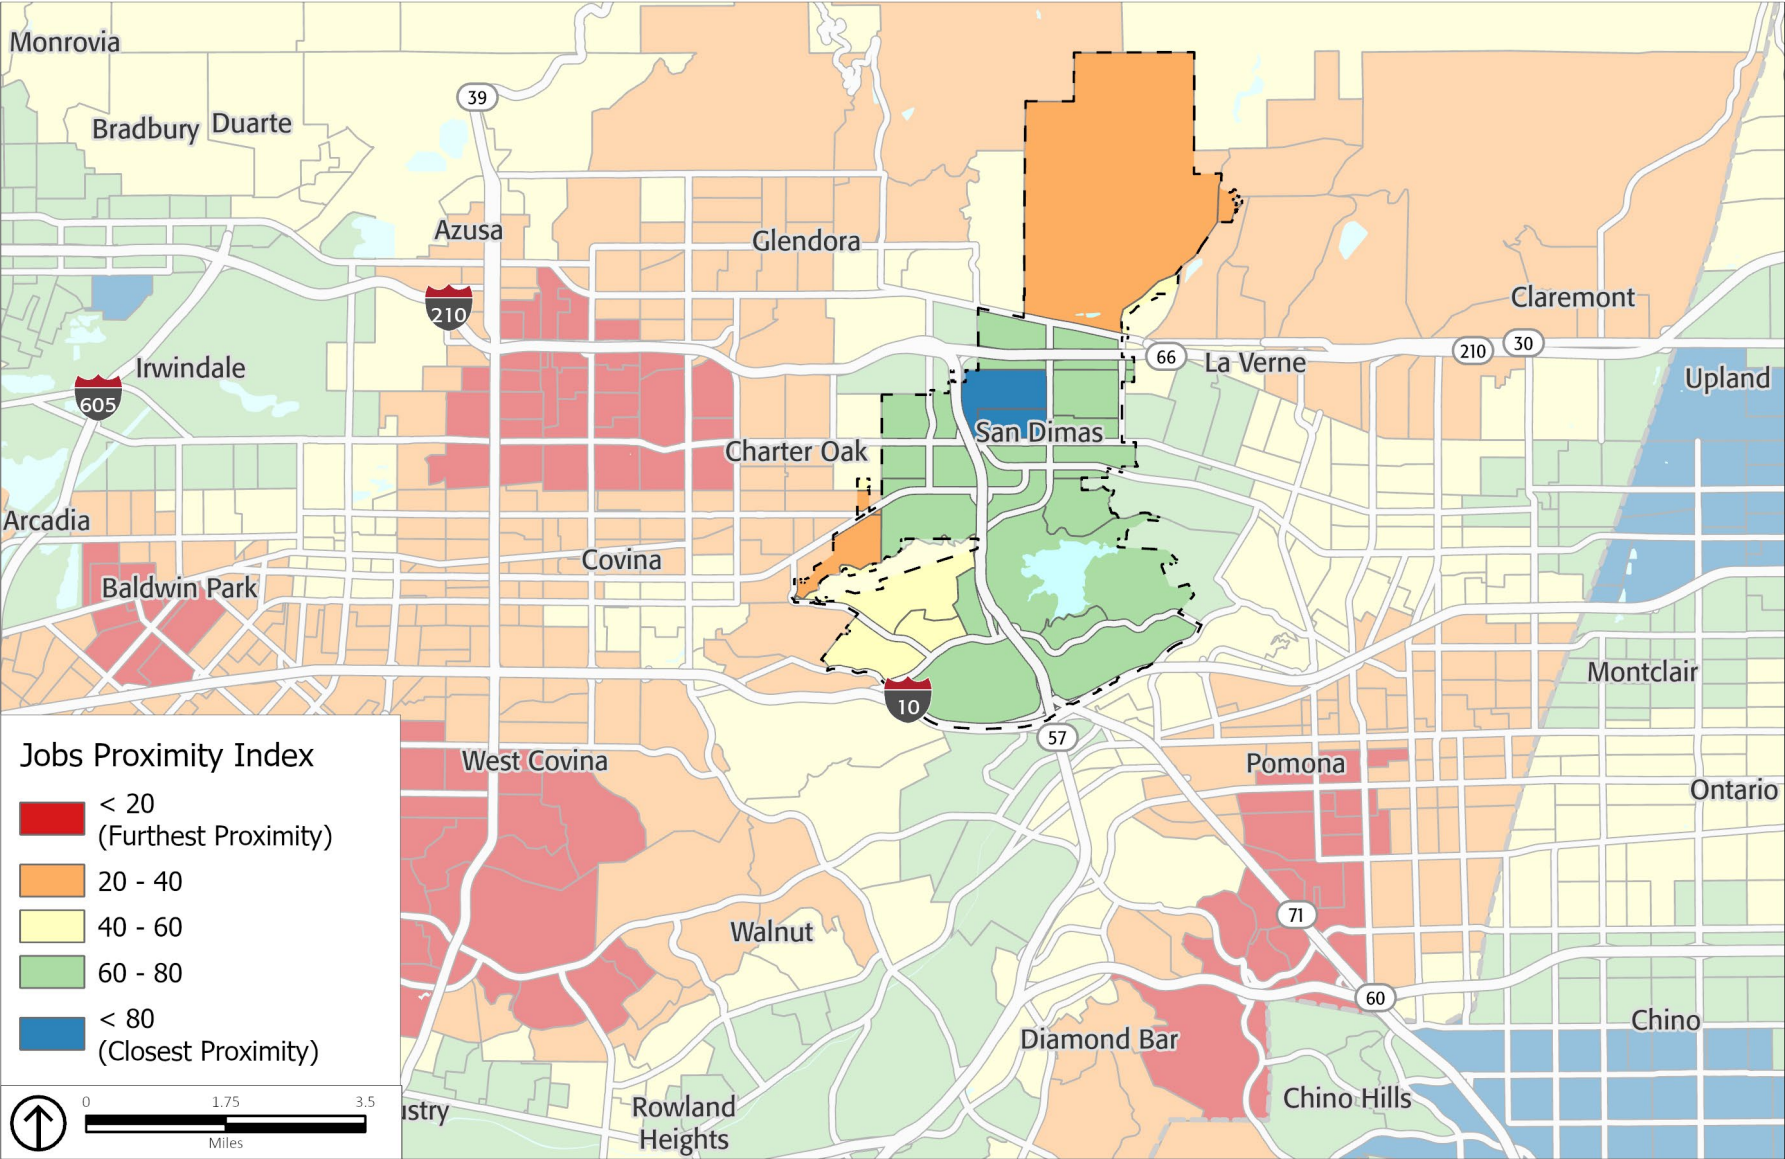 Monrovia
39
Bradbury
Duarte
Azusa
Glendora
210
Claremont
66
210
30
Irwindale
605
La Verne
Upland
San Dimas
Charter Oak
Arcadia
Covina
Baldwin Park
Montclair
10
57
West Covina
Pomona
Ontario
71
Walnut
60
Chino
Diamond Bar
Chino Hills
ustry
Rowland
Heights
Jobs Proximity Index
< 20
(Furthest Proximity)
20 - 40
40 - 60
60 - 80
< 80
(Closest Proximity)
0 1.75 3.5
Miles